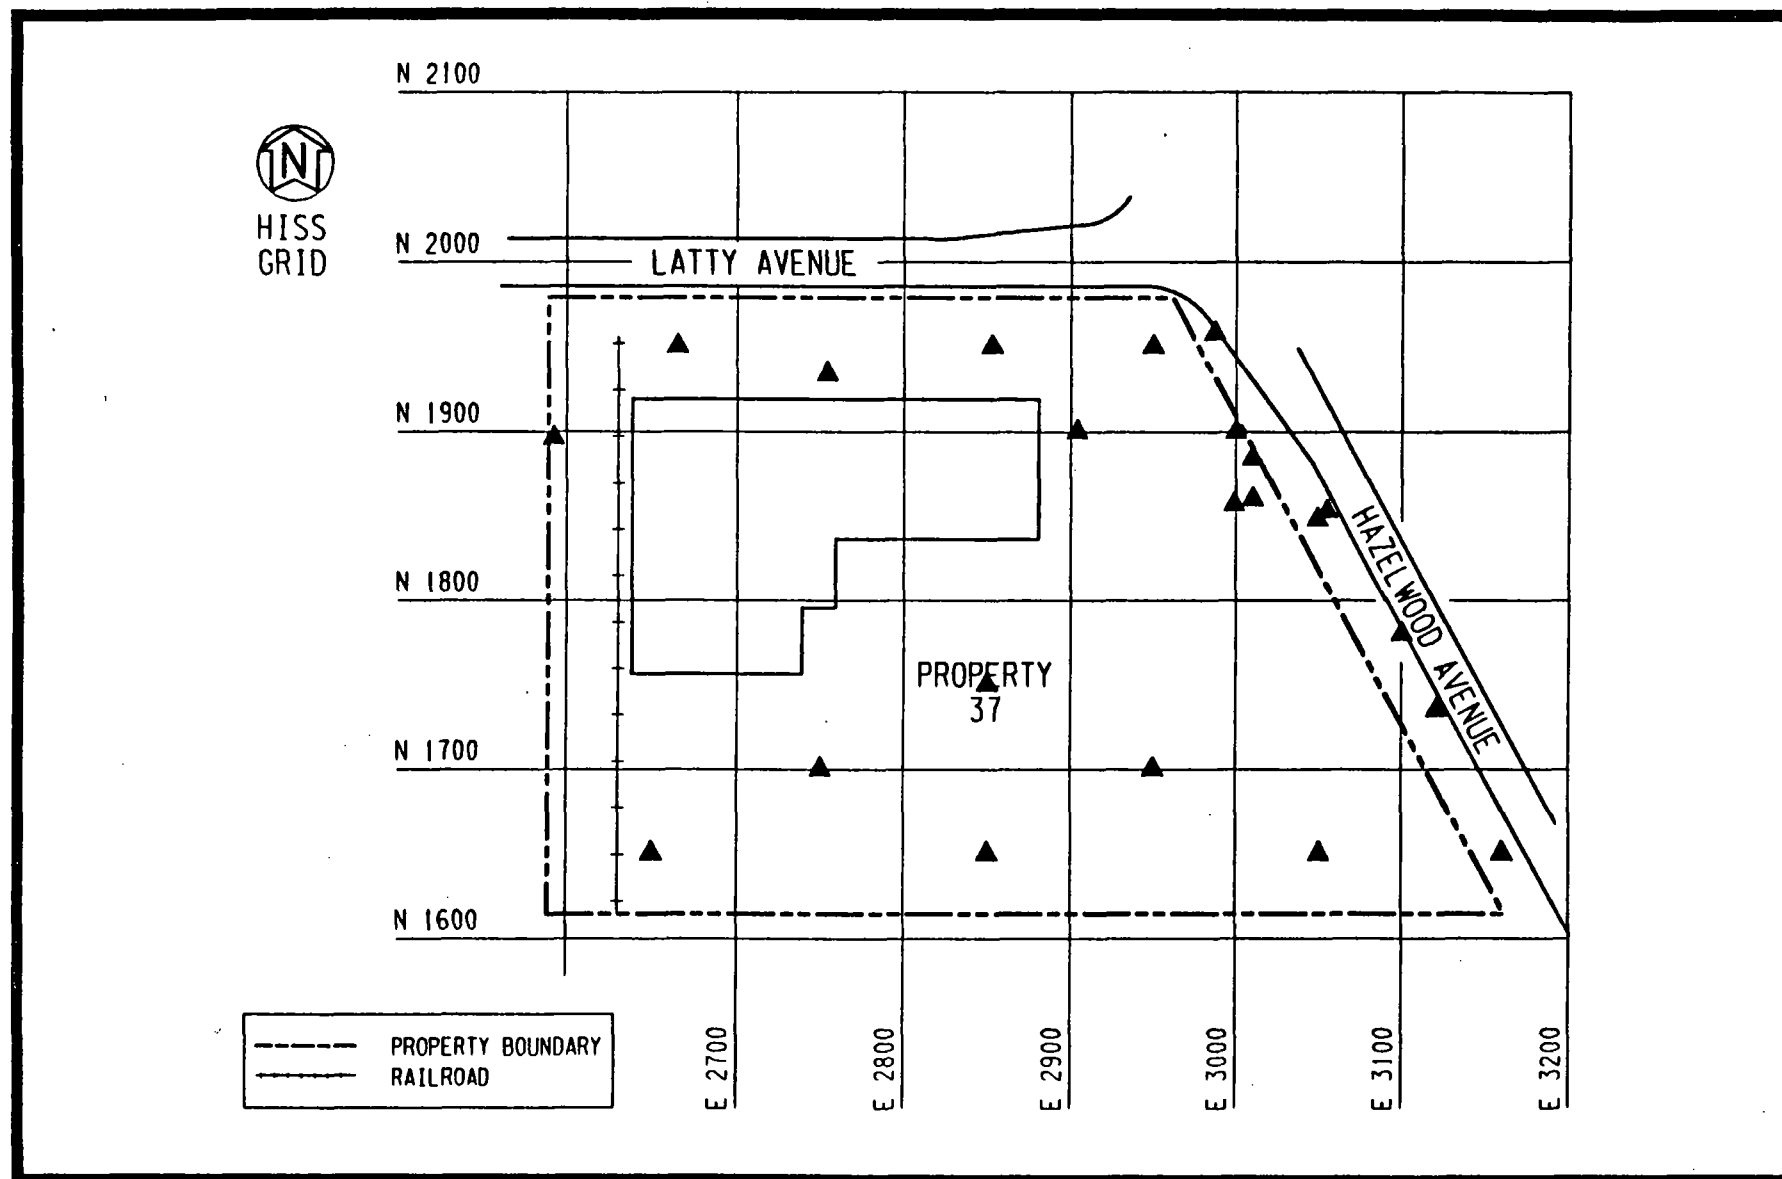 N 2100
N
HISS
GRID
N 2000
LATTY AVENUE
N 1900
N 1800
HAZELWOOD AVENUE
PROPERTY
37
N 1700
N 1600
PROPERTY BOUNDARY
RAILROAD
E 2700
E 2800
E 2900
E 3000
E 3100
E 3200